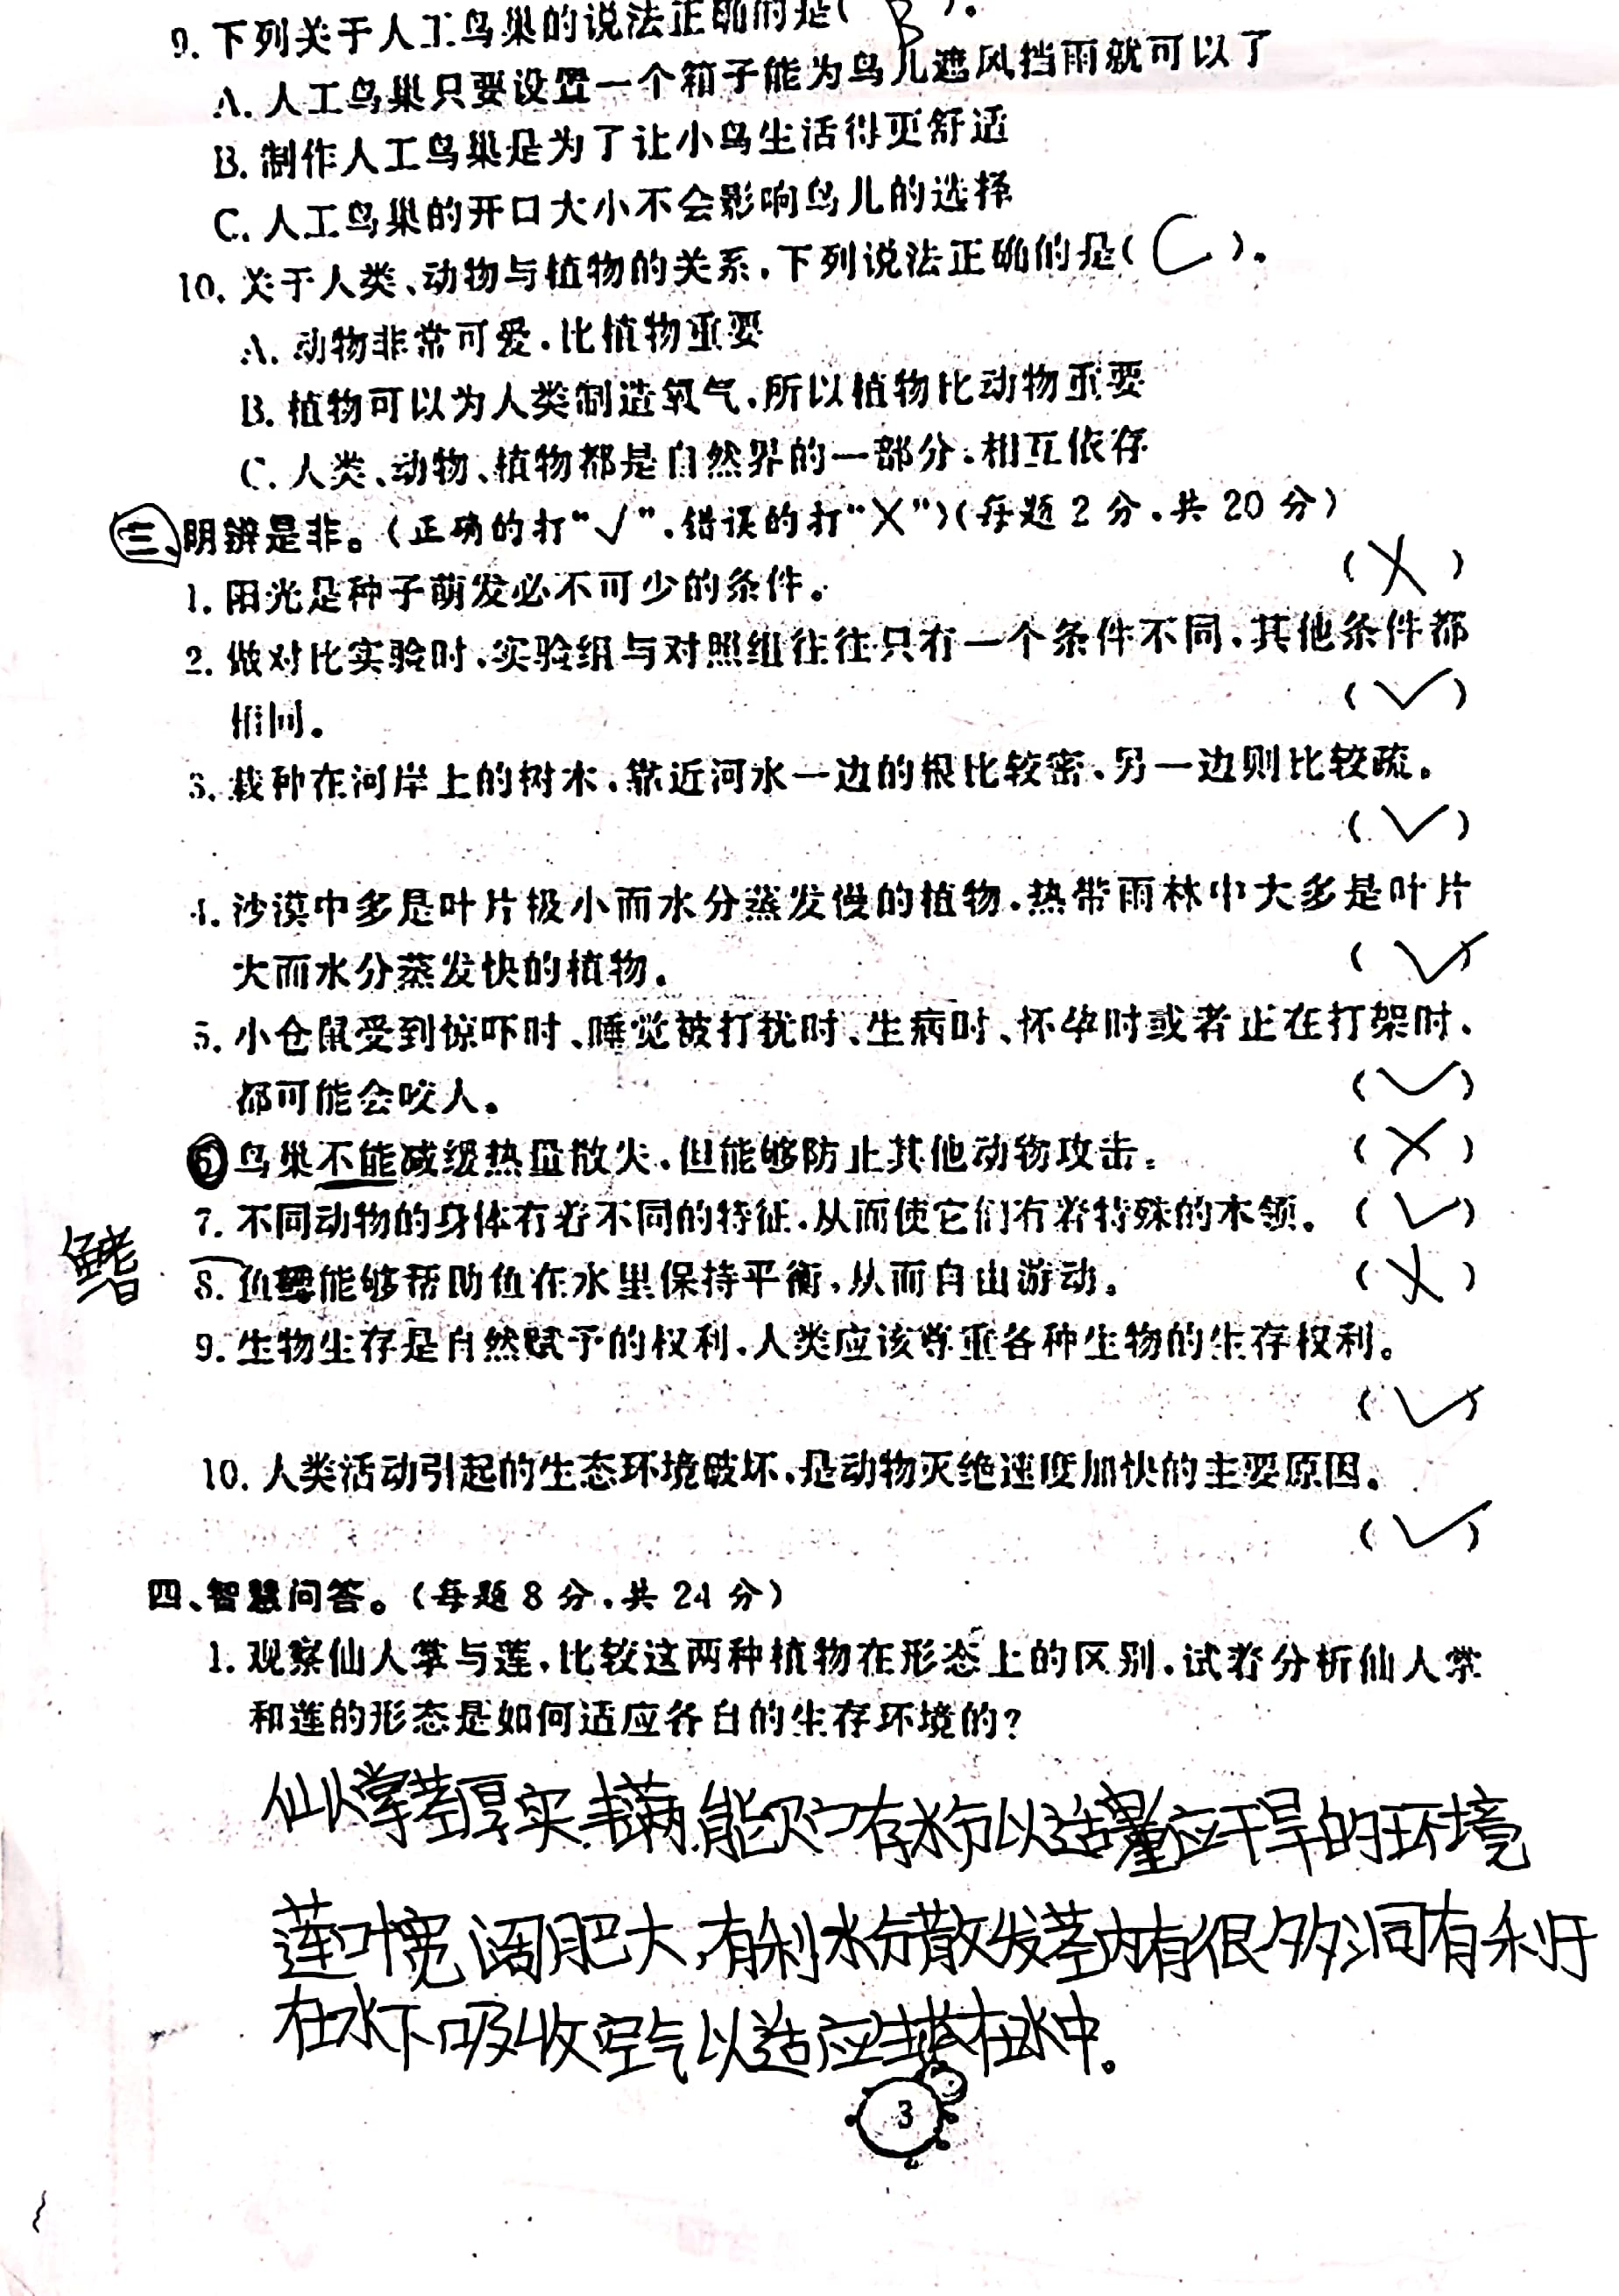 9. 下列关于人工鸟巢的说法正确的是( B )。
A. 人工鸟巢只要设置一个箱子能为鸟儿遮风挡雨就可以了
B. 制作人工鸟巢是为了让小鸟生活得更舒适
C. 人工鸟巢的开口大小不会影响鸟儿的选择
10. 关于人类、动物与植物的关系,下列说法正确的是( C )。
A. 动物非常可爱,比植物重要
B. 植物可以为人类制造氧气,所以植物比动物重要
C. 人类、动物、植物都是自然界的一部分,相互依存
三、明辨是非。(正确的打“√”,错误的打“X”)(每题 2 分,共 20 分)
1. 阳光是种子萌发必不可少的条件。 ( X )
2. 做对比实验时,实验组与对照组往往只有一个条件不同,其他条件都
相同。 ( √ )
3. 栽种在河岸上的树木,靠近河水一边的根比较密,另一边则比较疏。
( √ )
4. 沙漠中多是叶片极小而水分蒸发慢的植物,热带雨林中大多是叶片
大而水分蒸发快的植物。 ( √ )
5. 小仓鼠受到惊吓时、睡觉被打扰时、生病时、怀孕时或者正在打架时,
都可能会咬人。 ( √ )
6 鸟巢不能减缓热量散失,但能够防止其他动物攻击。 ( X )
7. 不同动物的身体有着不同的特征,从而使它们有着特殊的本领。 ( √ )
鳍 8. 鱼鳃能够帮助鱼在水里保持平衡,从而自由游动。 ( X )
9. 生物生存是自然赋予的权利,人类应该尊重各种生物的生存权利。
( √ )
10. 人类活动引起的生态环境破坏,是动物灭绝速度加快的主要原因。
( √ )
四、智慧问答。(每题 8 分,共 24 分)
1. 观察仙人掌与莲,比较这两种植物在形态上的区别,试着分析仙人掌
和莲的形态是如何适应各自的生存环境的?
仙人掌茎厚实 能贮存水分以适应干旱的环境
莲叶宽阔肥大,有利水分散发茎内有很多洞有利于
在水下吸收空气以适应生长在水中。
3